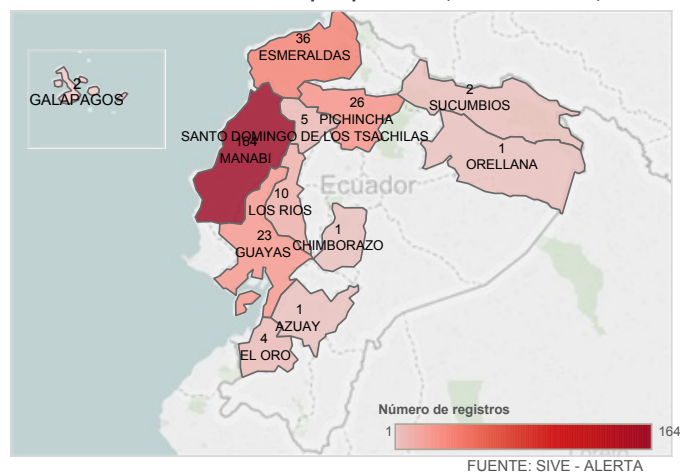 36
ESMERALDAS
2
GALAPAGOS
2
SUCUMBIOS
26
PICHINCHA
5
SANTO DOMINGO DE LOS TSACHILAS
164
MANABI
1
ORELLANA
Ecuador
10
LOS RIOS
1
CHIMBORAZO
23
GUAYAS
1
AZUAY
4
EL ORO
Número de registros
1
164
FUENTE: SIVE - ALERTA